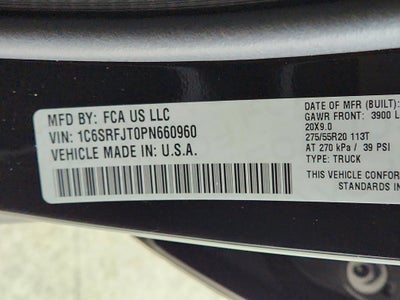 MFD BY: FCA US LLC
VIN: 1C6SRFJT0PN660960
VEHICLE MADE IN: U.S.A.
DATE OF MFR (BUILT):
GAWR FRONT: 3900 L
20X9.0
275/55R20 113T
AT 270 kPa / 39 PSI
TYPE: TRUCK
THIS VEHICLE CONFOR
STANDARDS IN